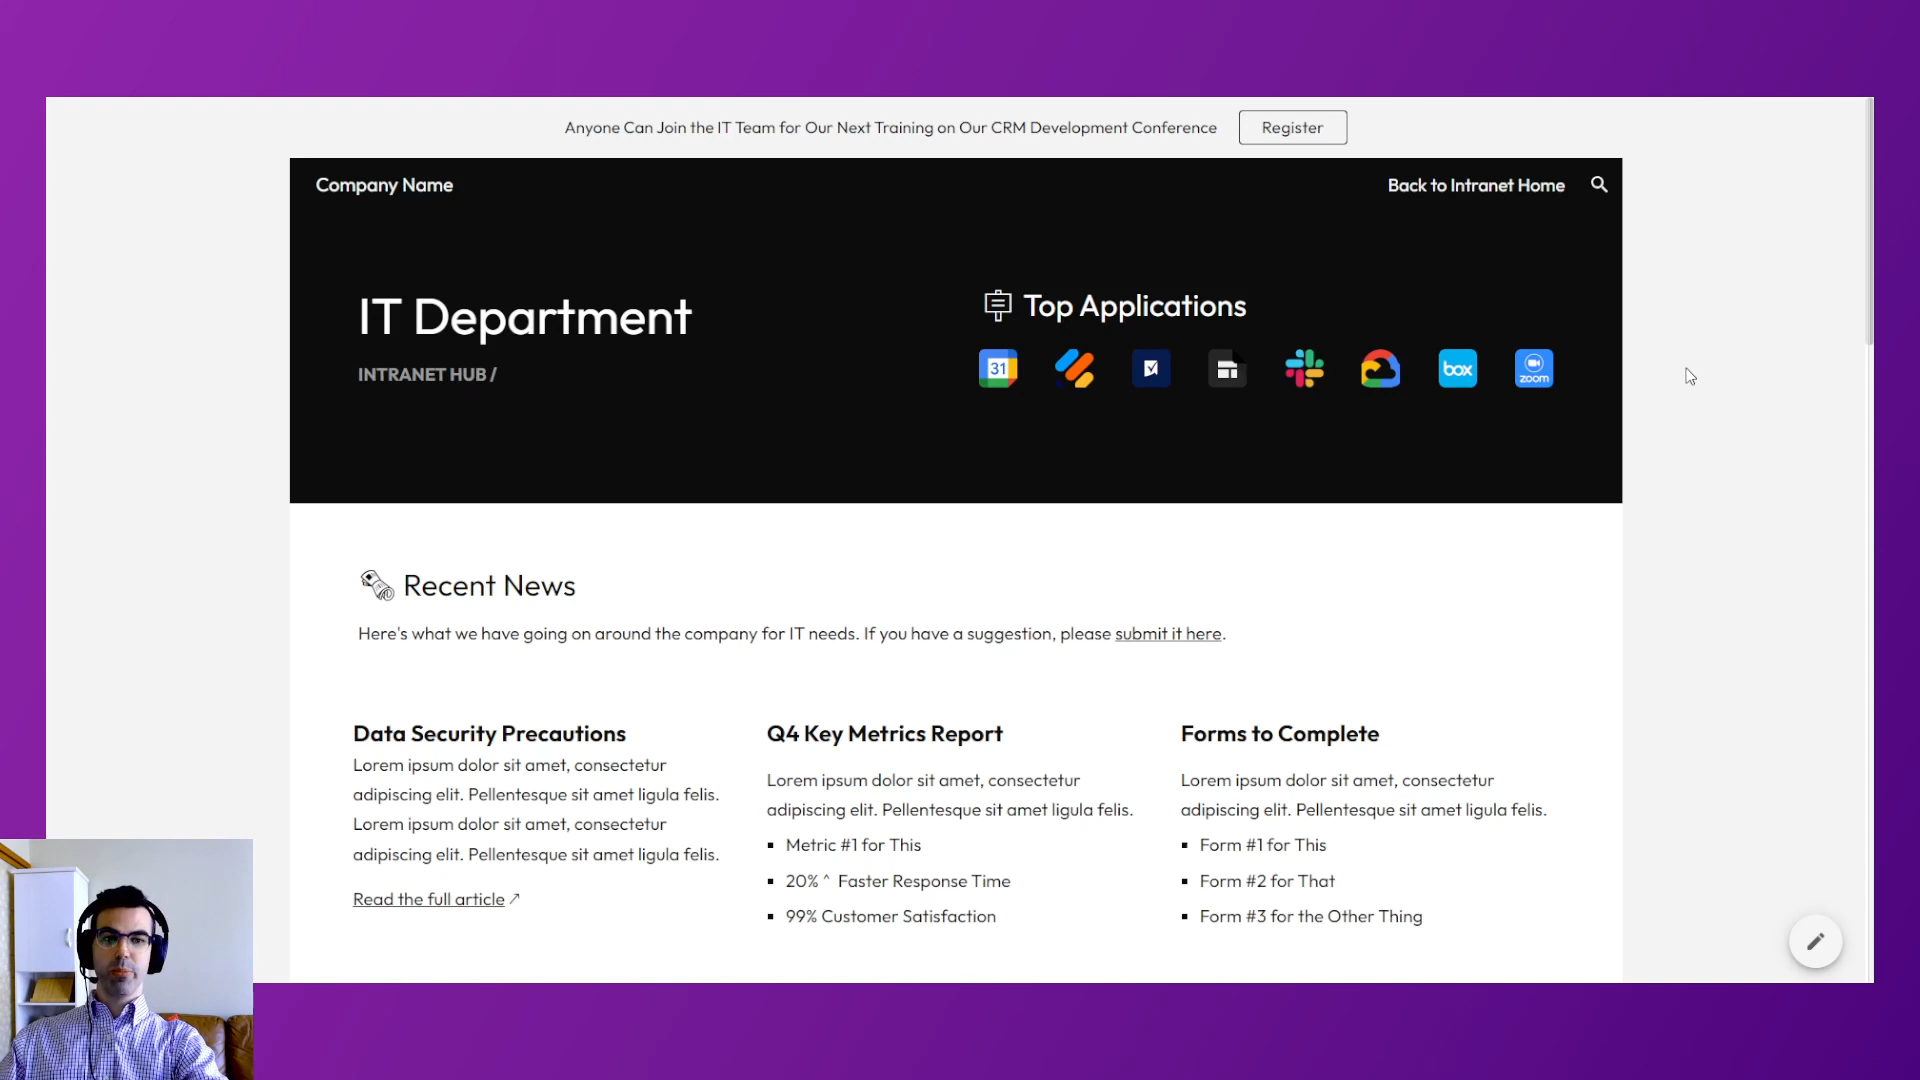 Anyone Can Join the IT Team for Our Next Training on Our CRM Development Conference
Register
Company Name
Back to Intranet Home
IT Department
INTRANET HUB /
Top Applications
31
box
zoom
Recent News
Here's what we have going on around the company for IT needs. If you have a suggestion, please submit it here.
Data Security Precautions
Lorem ipsum dolor sit amet, consectetur
adipiscing elit. Pellentesque sit amet ligula felis.
Lorem ipsum dolor sit amet, consectetur
adipiscing elit. Pellentesque sit amet ligula felis.
Read the full article ↗
Q4 Key Metrics Report
Lorem ipsum dolor sit amet, consectetur
adipiscing elit. Pellentesque sit amet ligula felis.
▪ Metric #1 for This
▪ 20% ^ Faster Response Time
▪ 99% Customer Satisfaction
Forms to Complete
Lorem ipsum dolor sit amet, consectetur
adipiscing elit. Pellentesque sit amet ligula felis.
▪ Form #1 for This
▪ Form #2 for That
▪ Form #3 for the Other Thing